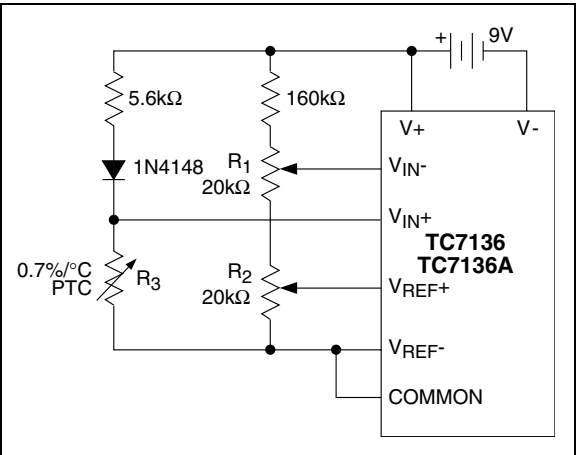 +
9V
5.6kΩ
160kΩ
V+
V-
1N4148
R1
20kΩ
VIN-
VIN+
TC7136
TC7136A
0.7%/°C
PTC
R3
R2
20kΩ
VREF+
VREF-
COMMON